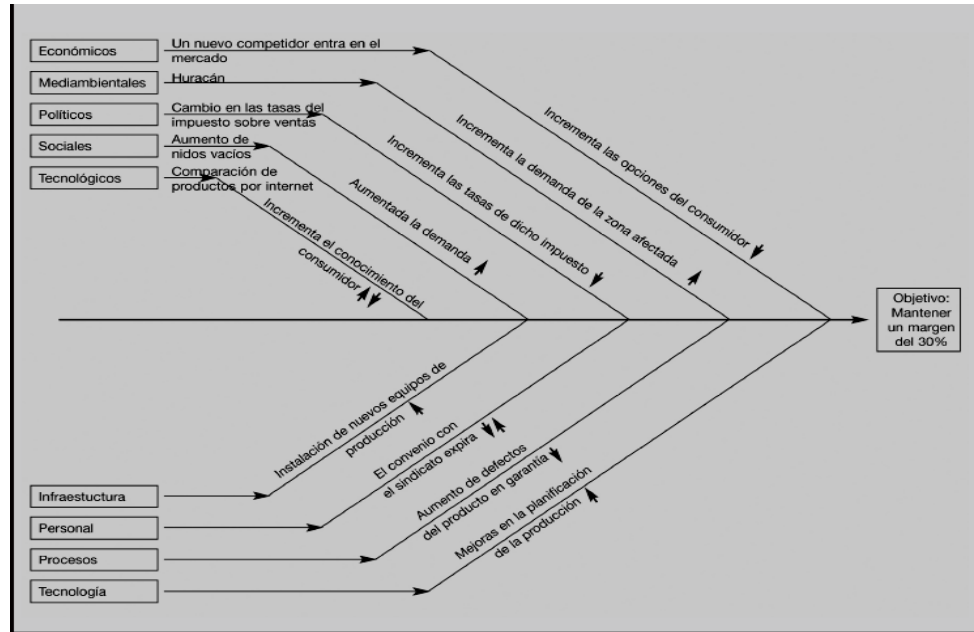 Económicos
Un nuevo competidor entra en el
mercado
Mediambientales
Huracán
Políticos
Cambio en las tasas del
impuesto sobre ventas
Sociales
Aumento de
nidos vacíos
Tecnológicos
Comparación de
productos por internet
Incrementa las opciones del consumidor
Incrementa la demanda de la zona afectada
Incrementa las tasas de dicho impuesto
Aumentada la demanda
Incrementa el conocimiento del
consumidor
Objetivo:
Mantener
un margen
del 30%
Instalación de nuevos equipos de
producción
El convenio con
el sindicato expira
Aumento de defectos
del producto en garantía
Mejoras en la planificación
de la producción
Infraestuctura
Personal
Procesos
Tecnología